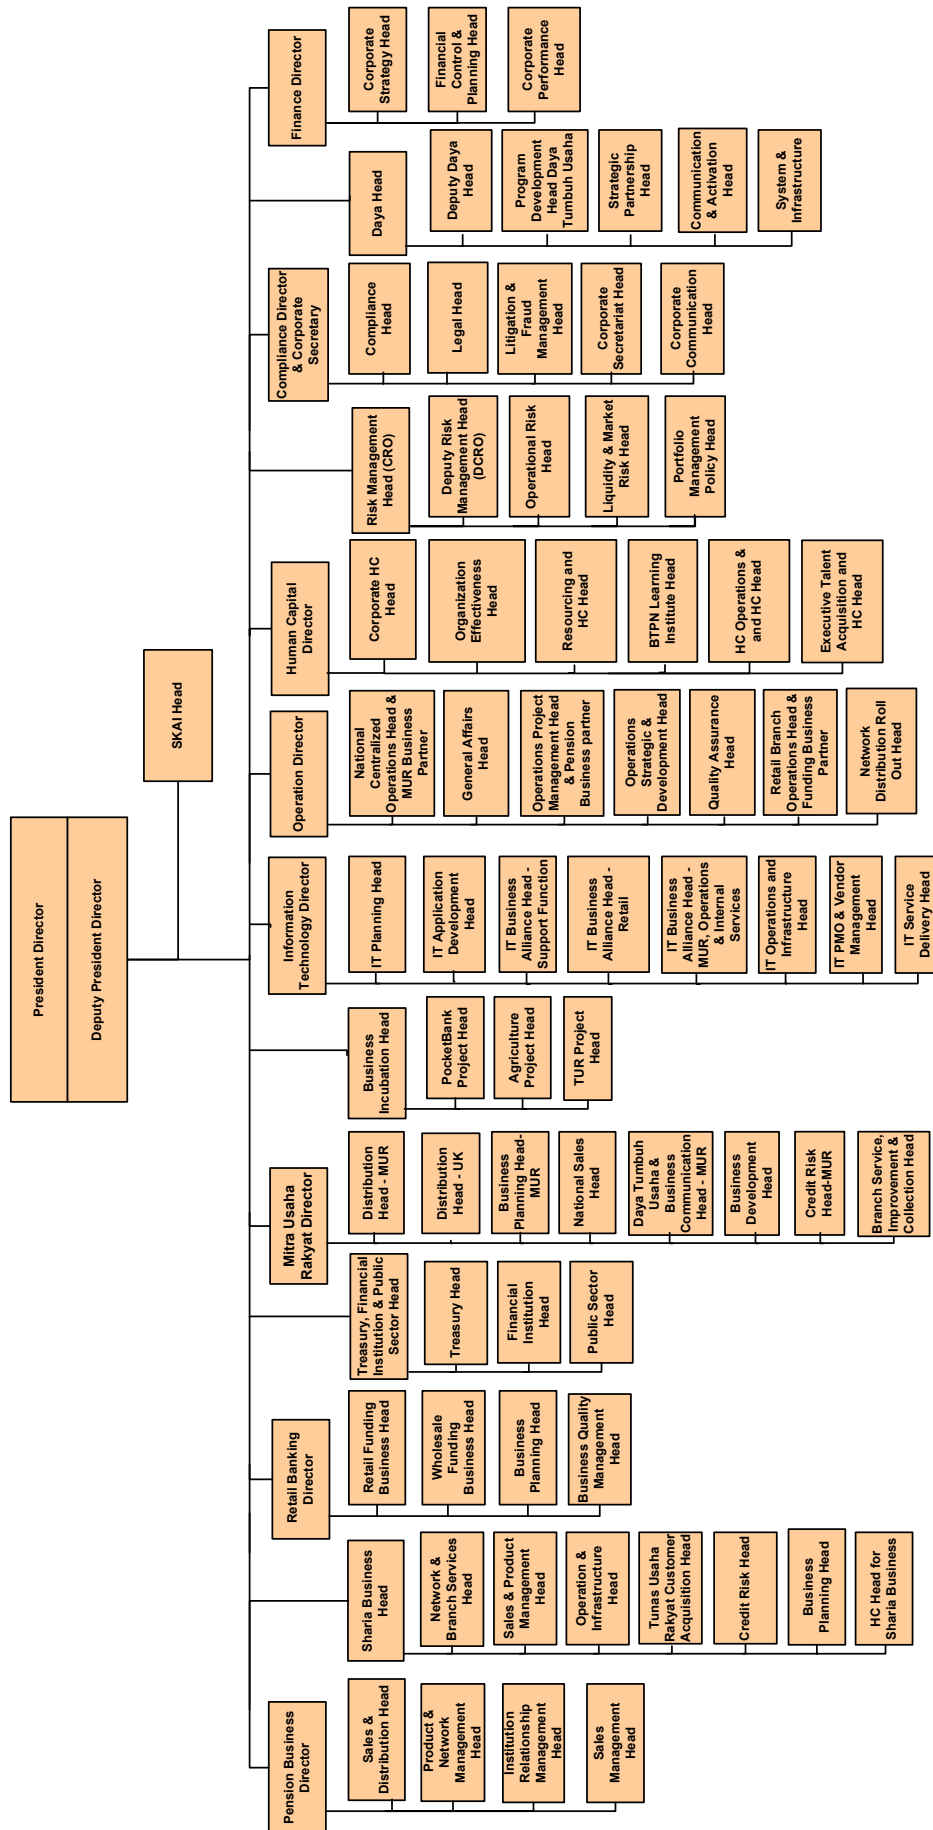 President Director
Deputy President Director
SKAI Head
Pension Business
Director
Sales &
Distribution Head
Product &
Network
Management
Head
Institution
Relationship
Management
Head
Sales
Management
Head
Sharia Business
Head
Network &
Branch Services
Head
Sales & Product
Management
Head
Operation &
Infrastructure
Head
Tunas Usaha
Rakyat Customer
Acquisition Head
Credit Risk Head
Business
Planning Head
HC Head for
Sharia Business
Retail Banking
Director
Retail Funding
Business Head
Wholesale
Funding
Business Head
Business
Planning Head
Business Quality
Management
Head
Treasury, Financial
Institution & Public
Sector Head
Treasury Head
Financial
Institution
Head
Public Sector
Head
Mitra Usaha
Rakyat Director
Distribution
Head - MUR
Distribution
Head - UK
Business
Planning Head-
MUR
National Sales
Head
Daya Tumbuh
Usaha &
Business
Communication
Head - MUR
Business
Development
Head
Credit Risk
Head-MUR
Branch Service,
Improvement &
Collection Head
Business
Incubation Head
PocketBank
Project Head
Agriculture
Project Head
TUR Project
Head
Information
Technology Director
IT Planning Head
IT Application
Development
Head
IT Business
Alliance Head -
Support Function
IT Business
Alliance Head -
Retail
IT Business
Alliance Head -
MUR, Operations
& Internal
Services
IT Operations and
Infrastructure
Head
IT PMO & Vendor
Management
Head
IT Service
Delivery Head
Operation Director
National
Centralized
Operations Head &
MUR Business
Partner
General Affairs
Head
Operations Project
Management Head
& Pension
Business partner
Operations
Strategic &
Development Head
Quality Assurance
Head
Retail Branch
Operations Head &
Funding Business
Partner
Network
Distribution Roll
Out Head
Human Capital
Director
Corporate HC
Head
Organization
Effectiveness
Head
Resourcing and
HC Head
BTPN Learning
Institute Head
HC Operations &
and HC Head
Executive Talent
Acquisition and
HC Head
Risk Management
Head (CRO)
Deputy Risk
Management Head
(DCRO)
Operational Risk
Head
Liquidity & Market
Risk Head
Portfolio
Management
Policy Head
Compliance Director
& Corporate
Secretary
Compliance
Head
Legal Head
Litigation &
Fraud
Management
Head
Corporate
Secretariat Head
Corporate
Communication
Head
Daya Head
Deputy Daya
Head
Program
Development
Head Daya
Tumbuh Usaha
Strategic
Partnership
Head
Communication
& Activation
Head
System &
Infrastructure
Finance Director
Corporate
Strategy Head
Financial
Control &
Planning Head
Corporate
Performance
Head